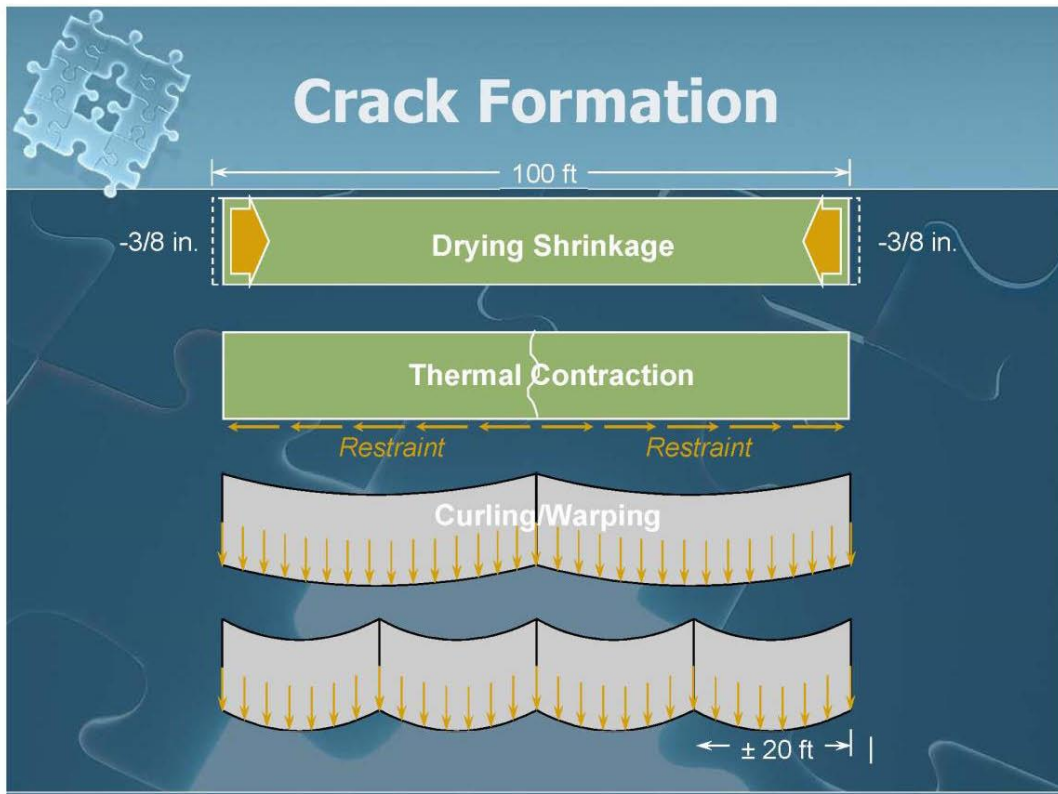 Crack Formation
100 ft
-3/8 in.
Drying Shrinkage
-3/8 in.
Thermal Contraction
Restraint
Restraint
Curling/Warping
± 20 ft